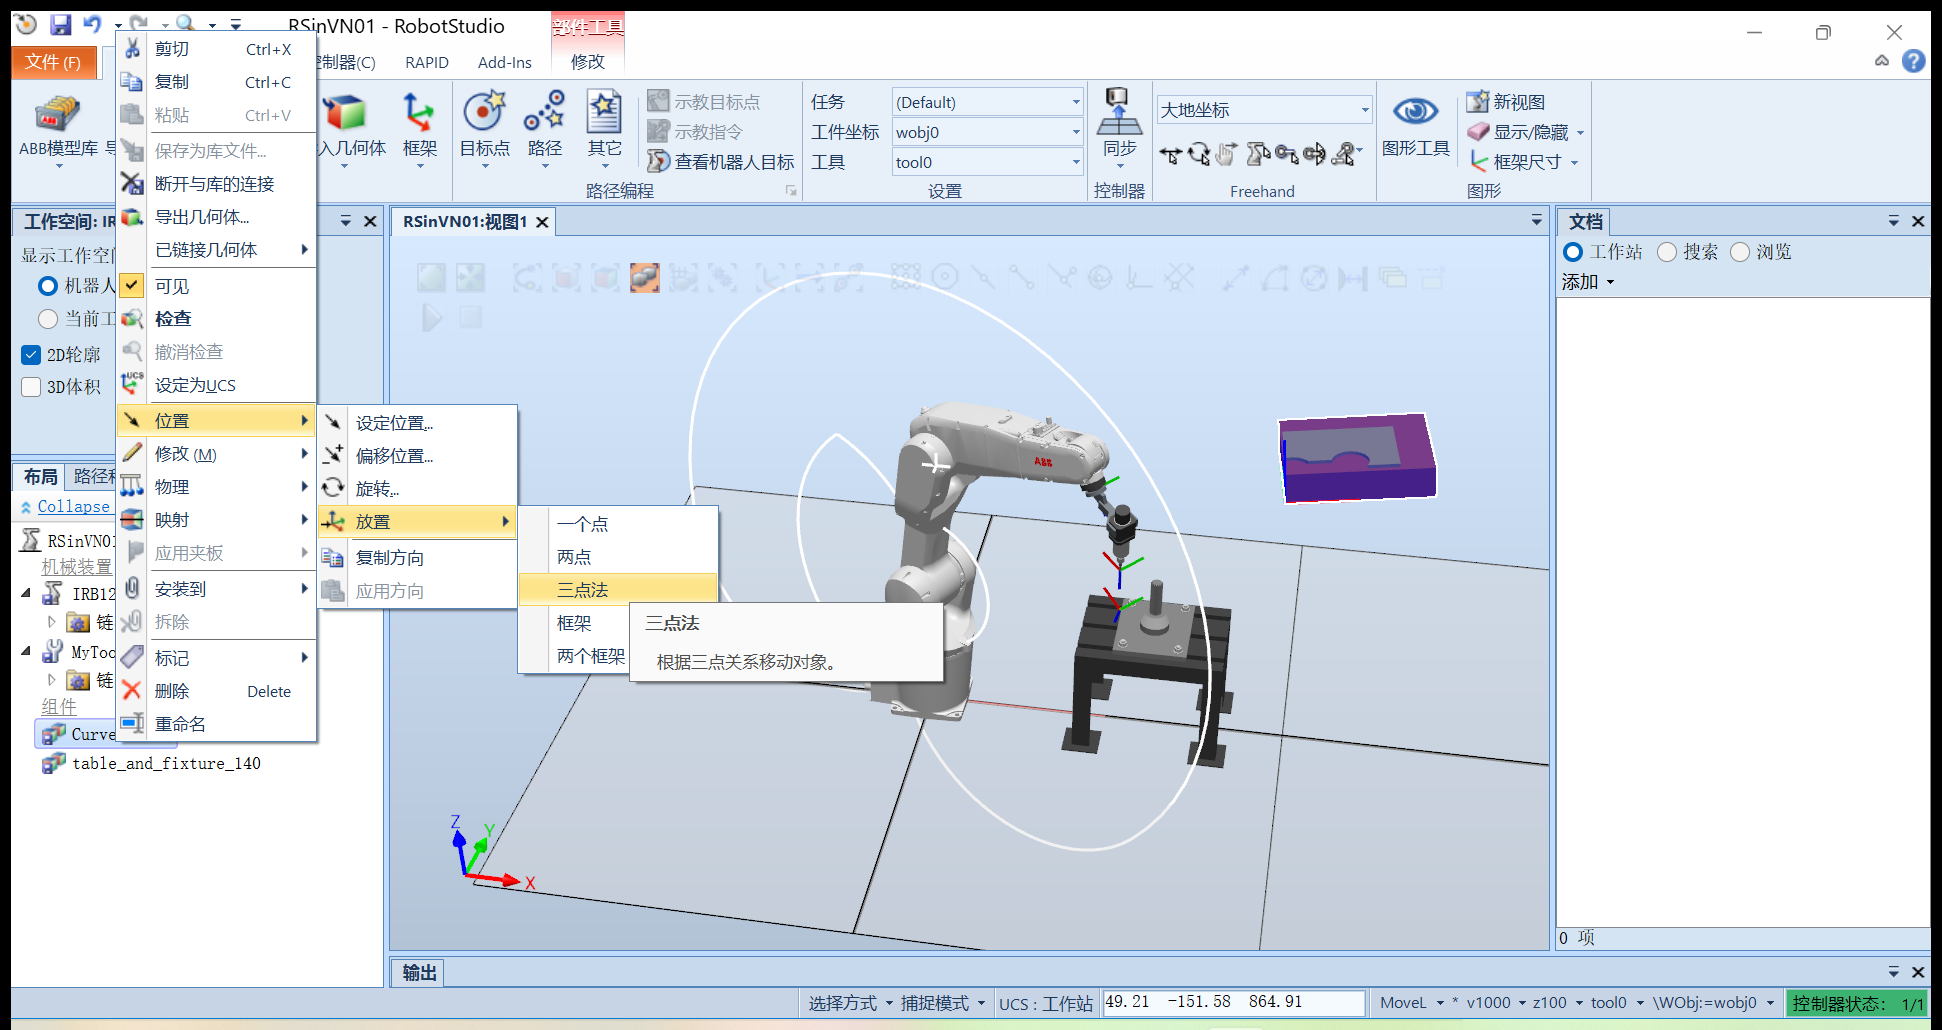 RSinVN01 - RobotStudio
部件工具
文件 (F)
控制器(C)
RAPID
Add-Ins
修改
ABB模型库
导
入几何体
框架
目标点
路径
其它
示教目标点
示教指令
查看机器人目标
路径编程
任务
(Default)
工件坐标
wobj0
工具
tool0
设置
同步
控制器
大地坐标
Freehand
图形工具
新视图
显示/隐藏
框架尺寸
图形
剪切 Ctrl+X
复制 Ctrl+C
粘贴 Ctrl+V
保存为库文件...
断开与库的连接
导出几何体...
已链接几何体
可见
检查
撤消检查
设定为UCS
位置
修改 (M)
物理
映射
应用夹板
安装到
拆除
标记
删除 Delete
重命名
设定位置...
偏移位置...
旋转...
放置
复制方向
应用方向
一个点
两点
三点法
框架
两个框架
三点法
根据三点关系移动对象。
工作空间: IR
显示工作空间
机器人
当前工
2D轮廓
3D体积
布局
路径和
Collapse
RSinVN01
机械装置
IRB12
链
MyToo
链
组件
Curve
table_and_fixture_140
RSinVN01:视图1
ABB
Z
Y
X
文档
工作站
搜索
浏览
添加
0 项
输出
选择方式
捕捉模式
UCS : 工作站
49.21 -151.58 864.91
MoveL
* v1000
z100
tool0
\WObj:=wobj0
控制器状态: 1/1